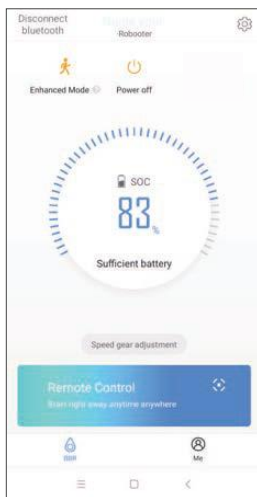 Disconnect
bluetooth
Robooter
Enhanced Mode
Power off
SOC
83%
Sufficient battery
Speed gear adjustment
Remote Control
right away anytime anywhere
Me